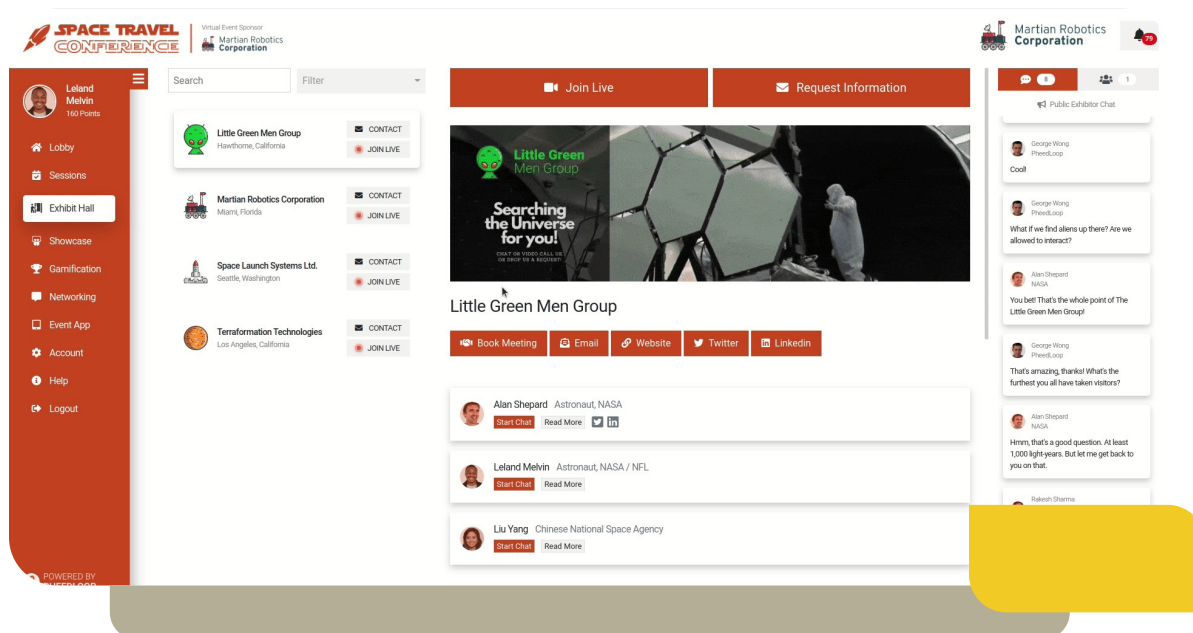 SPACE TRAVEL
CONFERENCE
Virtual Event Sponsor
Martian Robotics
Corporation
Martian Robotics
Corporation
79
Leland
Melvin
160 Points
Lobby
Sessions
Exhibit Hall
Showcase
Gamification
Networking
Event App
Account
Help
Logout
POWERED BY
Search
Filter
Little Green Men Group
Hawthorne, California
CONTACT
JOIN LIVE
Martian Robotics Corporation
Miami, Florida
CONTACT
JOIN LIVE
Space Launch Systems Ltd.
Seattle, Washington
CONTACT
JOIN LIVE
Terraformation Technologies
Los Angeles, California
CONTACT
JOIN LIVE
Join Live
Request Information
Little Green
Men Group
Searching
the Universe
for you!
CHAT OR VIDEO CALL US
OR DROP US A REQUEST!
Little Green Men Group
Book Meeting
Email
Website
Twitter
Linkedin
Alan Shepard Astronaut, NASA
Start Chat Read More
Leland Melvin Astronaut, NASA / NFL
Start Chat Read More
Liu Yang Chinese National Space Agency
Start Chat Read More
8
1
Public Exhibitor Chat
George Wong
PheedLoop
Cool!
George Wong
PheedLoop
What if we find aliens up there? Are we
allowed to interact?
Alan Shepard
NASA
You bet! That's the whole point of The
Little Green Men Group!
George Wong
PheedLoop
That's amazing, thanks! What's the
furthest you all have taken visitors?
Alan Shepard
NASA
Hmm, that's a good question. At least
1,000 light-years. But let me get back to
you on that.
Rakesh Sharma